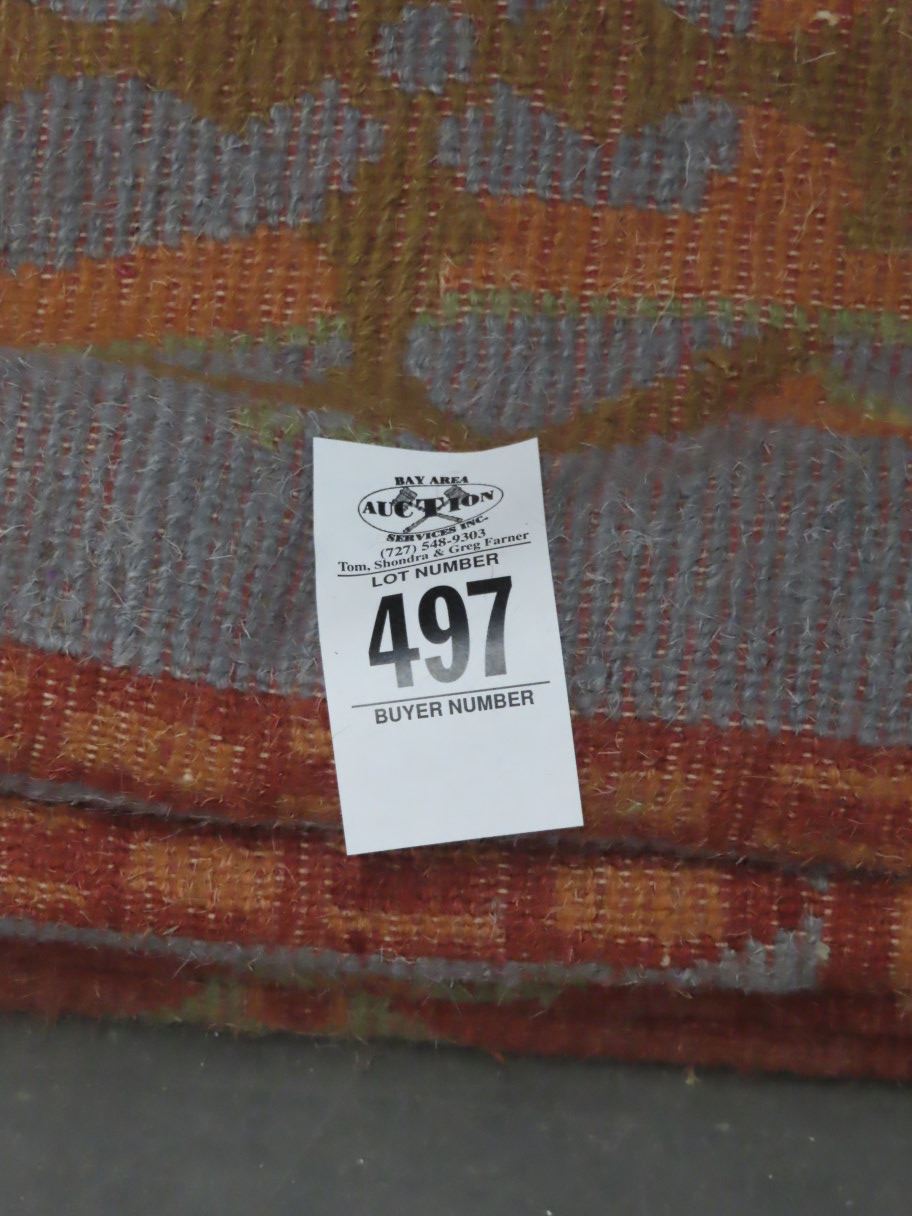 BAY AREA
AUCTION
SERVICES INC.
(727) 548-9303
Tom, Shondra & Greg Farner
LOT NUMBER
497
BUYER NUMBER